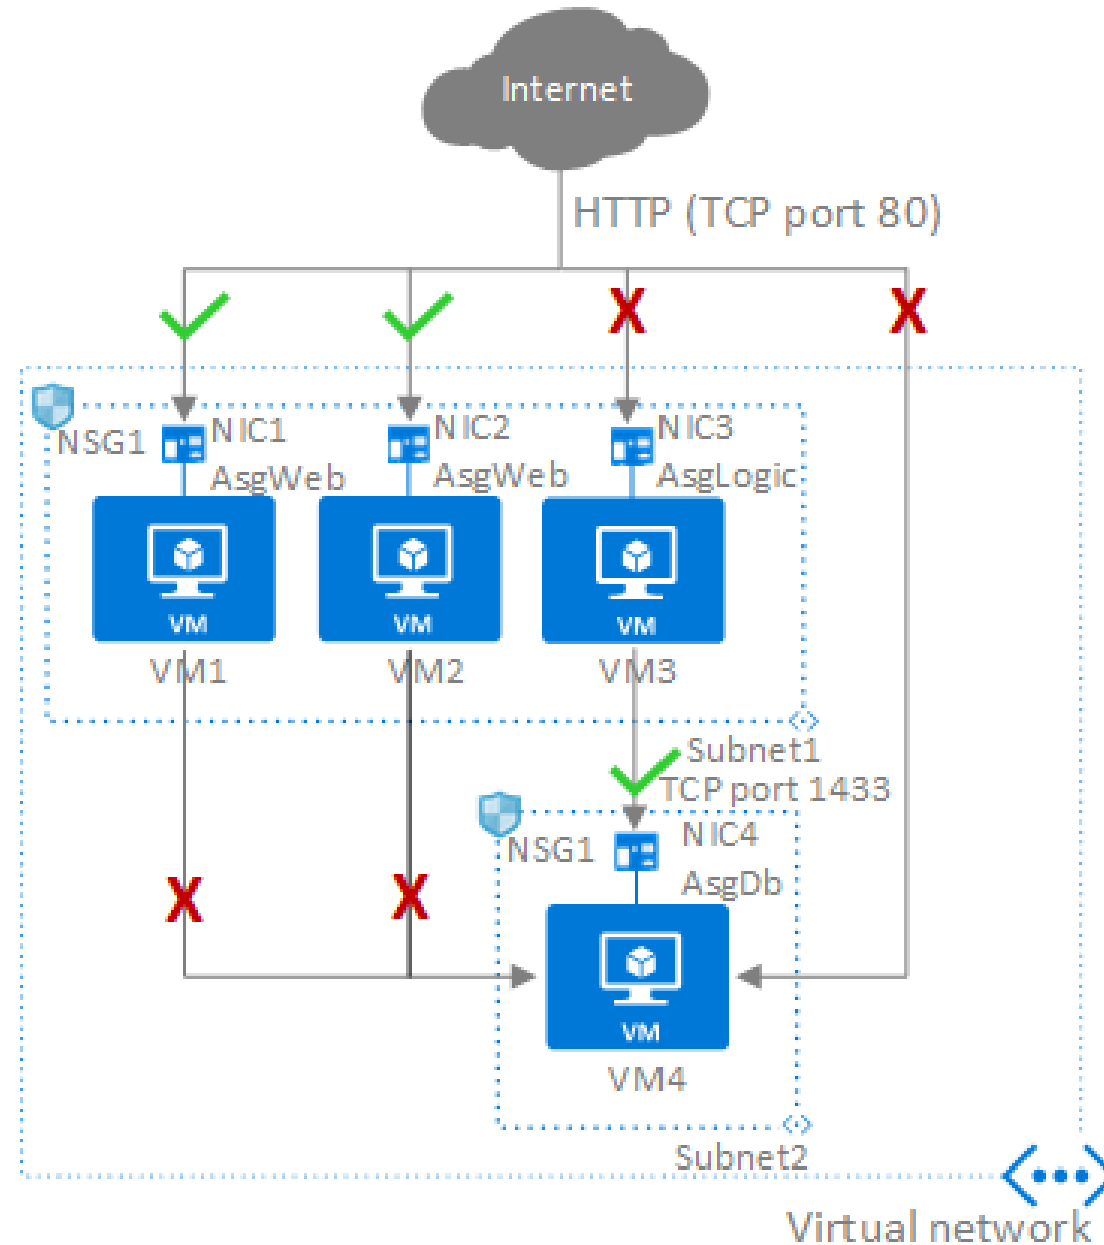 Internet
HTTP (TCP port 80)
X
X
NSG1
NIC1
AsgWeb
NIC2
AsgWeb
NIC3
AsgLogic
VM
VM
VM
VM1
VM2
VM3
Subnet1
TCP port 1433
NSG1
NIC4
AsgDb
X
X
VM
VM4
Subnet2
Virtual network